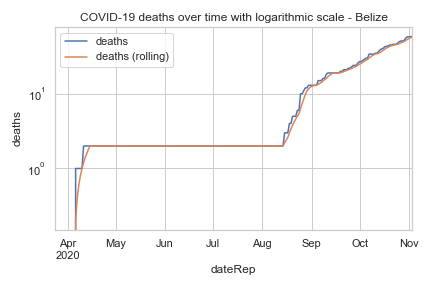 COVID-19 deaths over time with logarithmic scale - Belize
deaths
deaths (rolling)
deaths
10¹
10⁰
Apr May Jun Jul Aug Sep Oct Nov
2020
dateRep